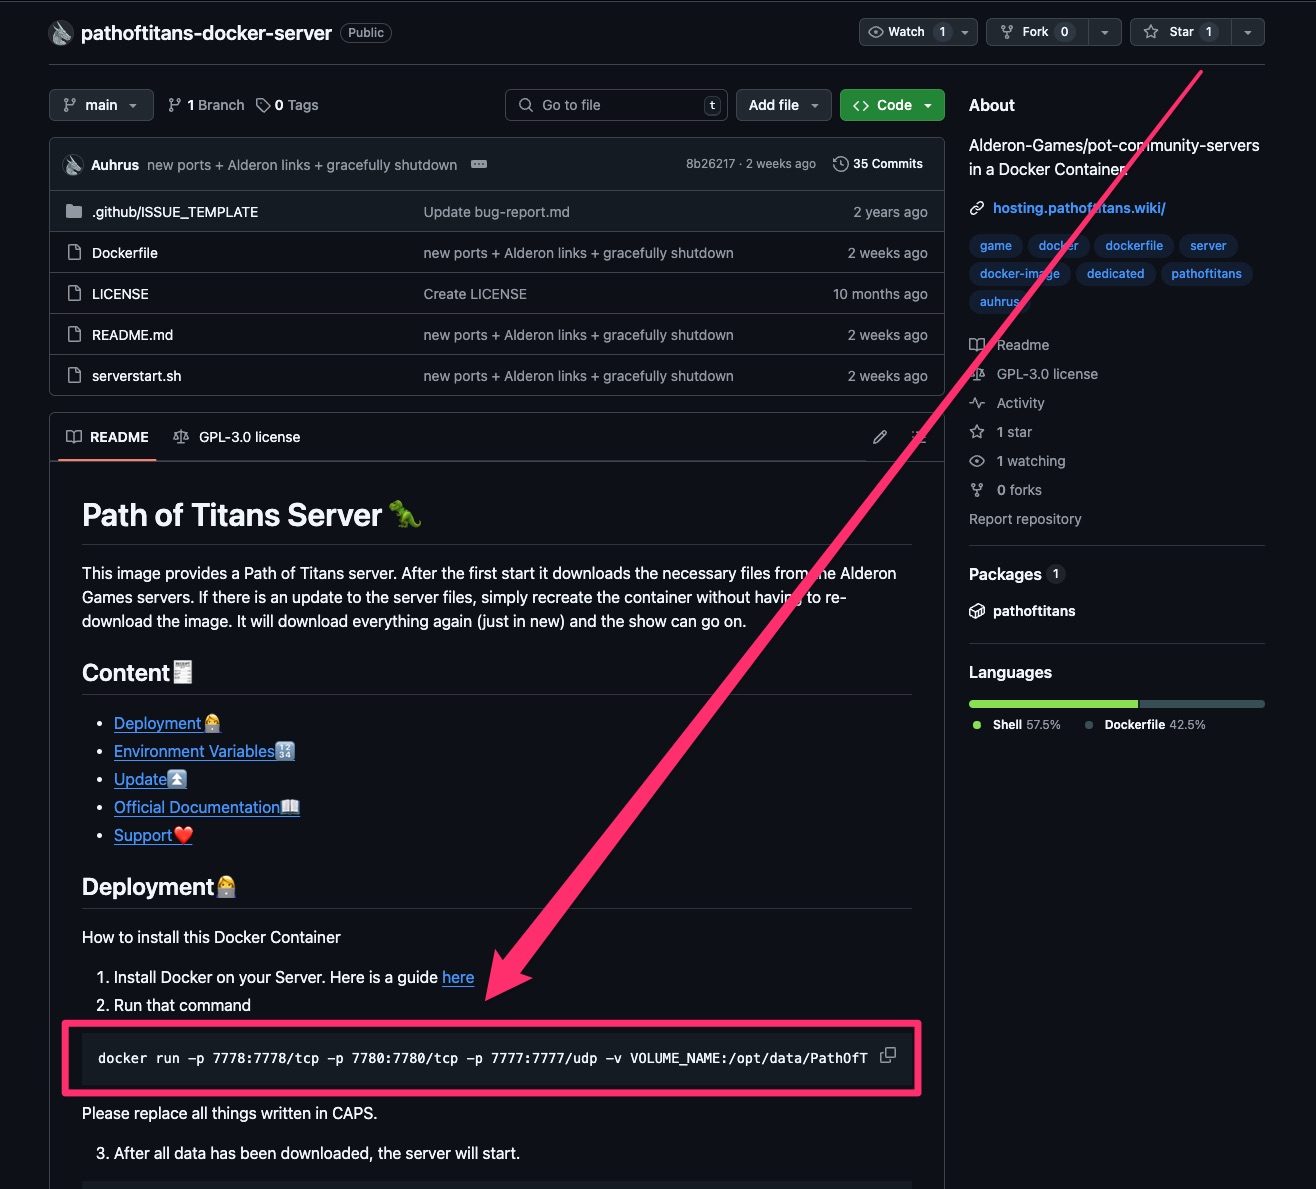 pathoftitans-docker-server Public
Watch 1 Fork 0 Star 1
main 1 Branch 0 Tags
Go to file t Add file Code
Auhrus new ports + Alderon links + gracefully shutdown 8b26217 · 2 weeks ago 35 Commits
.github/ISSUE_TEMPLATE Update bug-report.md 2 years ago
Dockerfile new ports + Alderon links + gracefully shutdown 2 weeks ago
LICENSE Create LICENSE 10 months ago
README.md new ports + Alderon links + gracefully shutdown 2 weeks ago
serverstart.sh new ports + Alderon links + gracefully shutdown 2 weeks ago
README GPL-3.0 license
Path of Titans Server
This image provides a Path of Titans server. After the first start it downloads the necessary files from the Alderon
Games servers. If there is an update to the server files, simply recreate the container without having to re-
download the image. It will download everything again (just in new) and the show can go on.
Content
• Deployment
• Environment Variables
• Update
• Official Documentation
• Support
Deployment
How to install this Docker Container
1. Install Docker on your Server. Here is a guide here
2. Run that command
docker run -p 7778:7778/tcp -p 7780:7780/tcp -p 7777:7777/udp -v VOLUME_NAME:/opt/data/PathOfT
Please replace all things written in CAPS.
3. After all data has been downloaded, the server will start.
About
Alderon-Games/pot-community-servers
in a Docker Container.
hosting.pathoftitans.wiki/
game docker dockerfile server
docker-image dedicated pathoftitans
auhrus
Readme
GPL-3.0 license
Activity
1 star
1 watching
0 forks
Report repository
Packages 1
pathoftitans
Languages
Shell 57.5% Dockerfile 42.5%